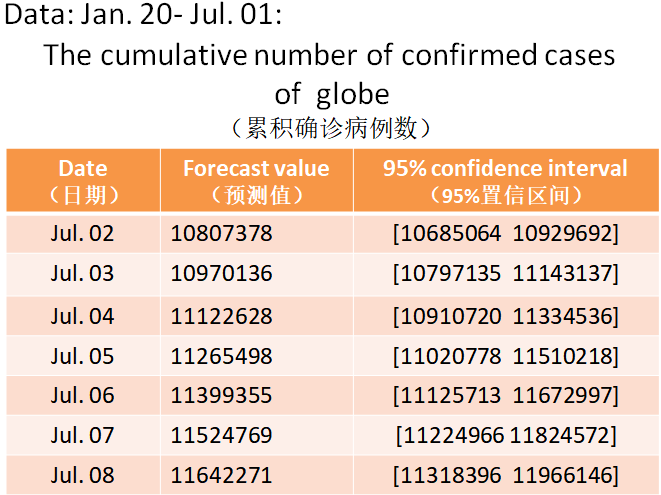 Data: Jan. 20- Jul. 01:
The cumulative number of confirmed cases
of globe
（累积确诊病例数）
Date Forecast value 95% confidence interval
（日期） （预测值） （95%置信区间）
Jul. 02 10807378 [10685064 10929692]
Jul. 03 10970136 [10797135 11143137]
Jul. 04 11122628 [10910720 11334536]
Jul. 05 11265498 [11020778 11510218]
Jul. 06 11399355 [11125713 11672997]
Jul. 07 11524769 [11224966 11824572]
Jul. 08 11642271 [11318396 11966146]